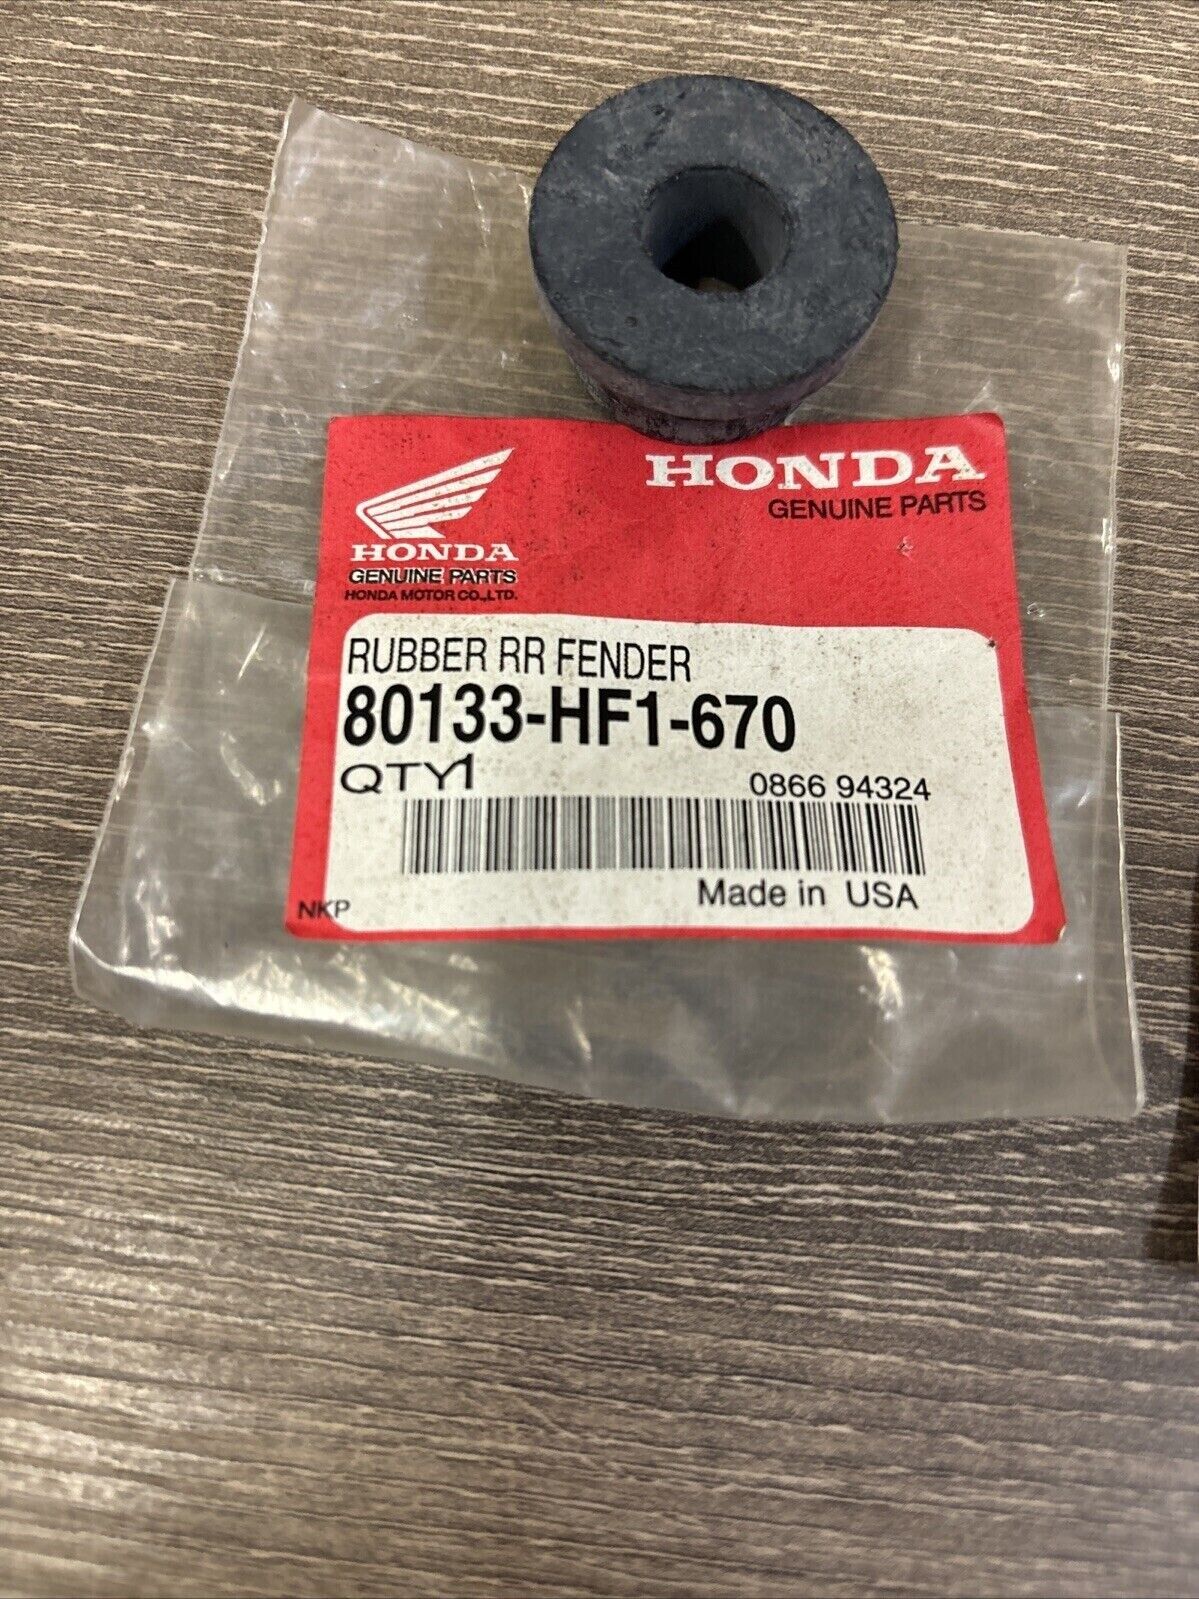 HONDA
GENUINE PARTS
HONDA
GENUINE PARTS
HONDA MOTOR CO.,LTD.
RUBBER RR FENDER
80133-HF1-670
QTY1
0866 94324
Made in USA
NKP